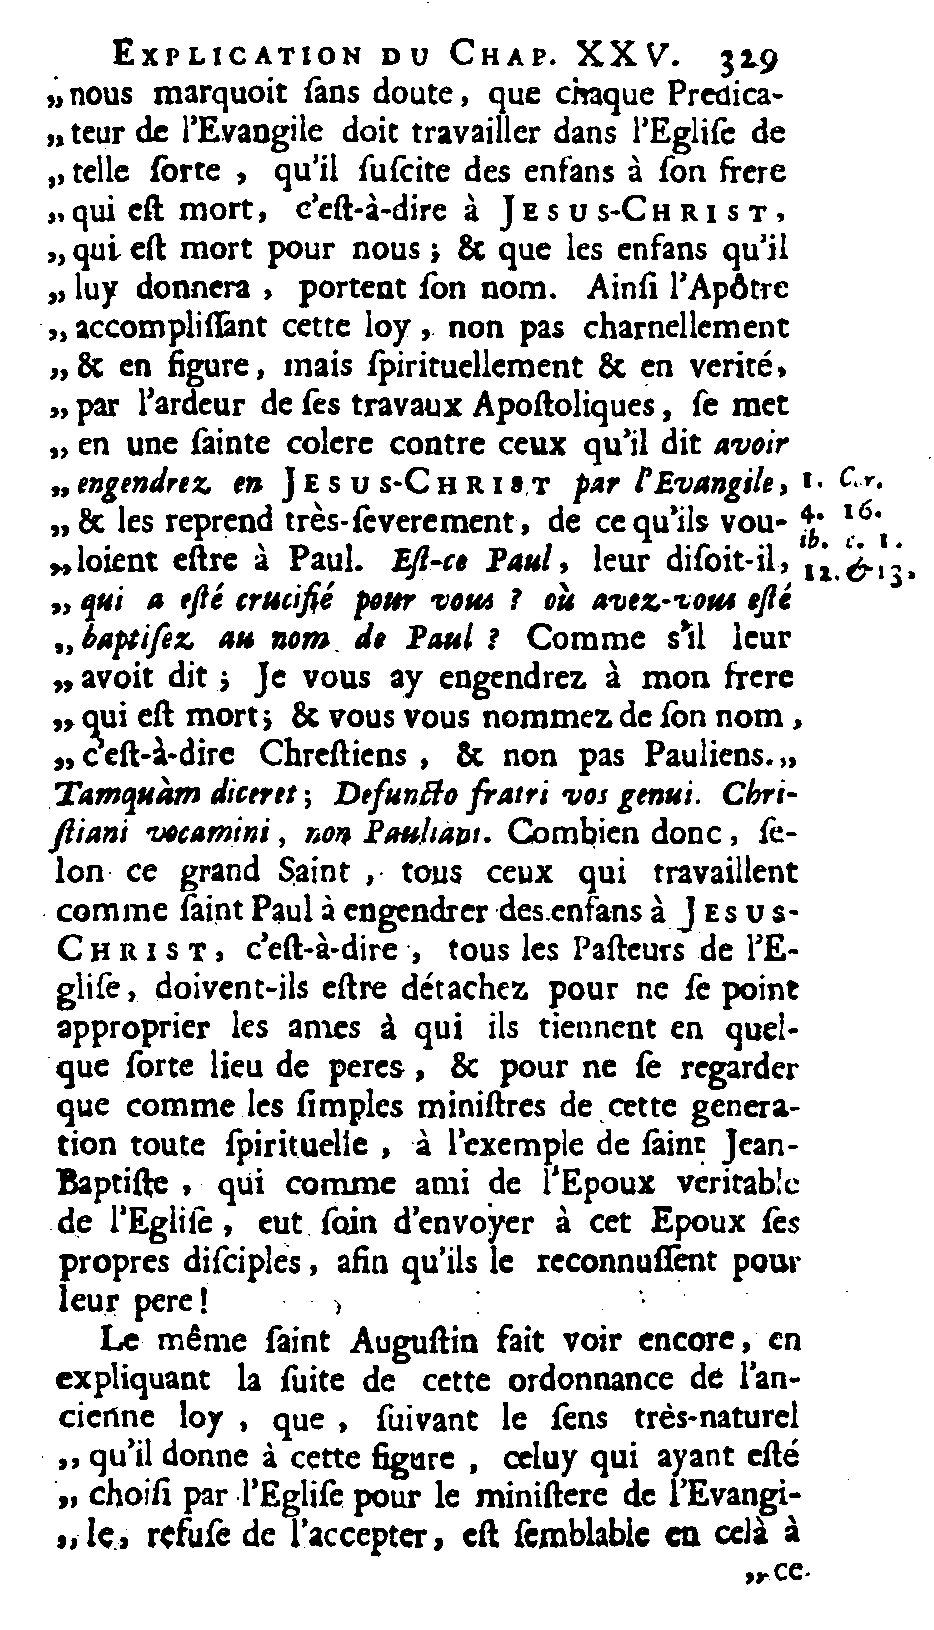 EXPLICATION DU CHAP. XXV. 329
„ nous marquoit ſans doute, que chaque Predica-
„ teur de l'Evangile doit travailler dans l'Egliſe de
„ telle ſorte, qu'il ſuſcite des enfans à ſon frere
„ qui eſt mort, c'eſt-à-dire à JESUS-CHRIST,
„ qui eſt mort pour nous; & que les enfans qu'il
„ luy donnera, portent ſon nom. Ainſi l'Apôtre
„ accompliſſant cette loy, non pas charnellement
„ & en figure, mais ſpirituellement & en verité,
„ par l'ardeur de ſes travaux Apoſtoliques, ſe met
„ en une ſainte colere contre ceux qu'il dit avoir
„ engendrez en JESUS-CHRIST par l'Evangile, 1. Cor.
„ & les reprend très-ſeverement, de ce qu'ils vou- 4. 16.
„ loient eſtre à Paul. Eſt-ce Paul, leur diſoit-il, ib. c. 1. 12. & 13.
„ qui a eſté crucifié pour vous? où avez-vous eſté
„ baptiſez au nom de Paul? Comme s'il leur
„ avoit dit; Je vous ay engendrez à mon frere
„ qui eſt mort; & vous vous nommez de ſon nom,
„ c'eſt-à-dire Chreſtiens, & non pas Pauliens. „
Tamquàm diceret; Defuncto fratri vos genui. Chri-
ſtiani vocamini, non Pauliani. Combien donc, ſe-
lon ce grand Saint, tous ceux qui travaillent
comme ſaint Paul à engendrer des enfans à JESUS-
CHRIST, c'eſt-à-dire, tous les Paſteurs de l'E-
gliſe, doivent-ils eſtre détachez pour ne ſe point
approprier les ames à qui ils tiennent en quel-
que ſorte lieu de peres, & pour ne ſe regarder
que comme les ſimples miniſtres de cette genera-
tion toute ſpirituelle, à l'exemple de ſaint Jean-
Baptiſte, qui comme ami de l'Epoux veritable
de l'Egliſe, eut ſoin d'envoyer à cet Epoux ſes
propres diſciples, afin qu'ils le reconnuſſent pour
leur pere!
Le même ſaint Auguſtin fait voir encore, en
expliquant la ſuite de cette ordonnance de l'an-
cienne loy, que, ſuivant le ſens très-naturel
„ qu'il donne à cette figure, celuy qui ayant eſté
„ choiſi par l'Egliſe pour le miniſtere de l'Evangi-
„ le, refuſe de l'accepter, eſt ſemblable en celà à
„ ce.